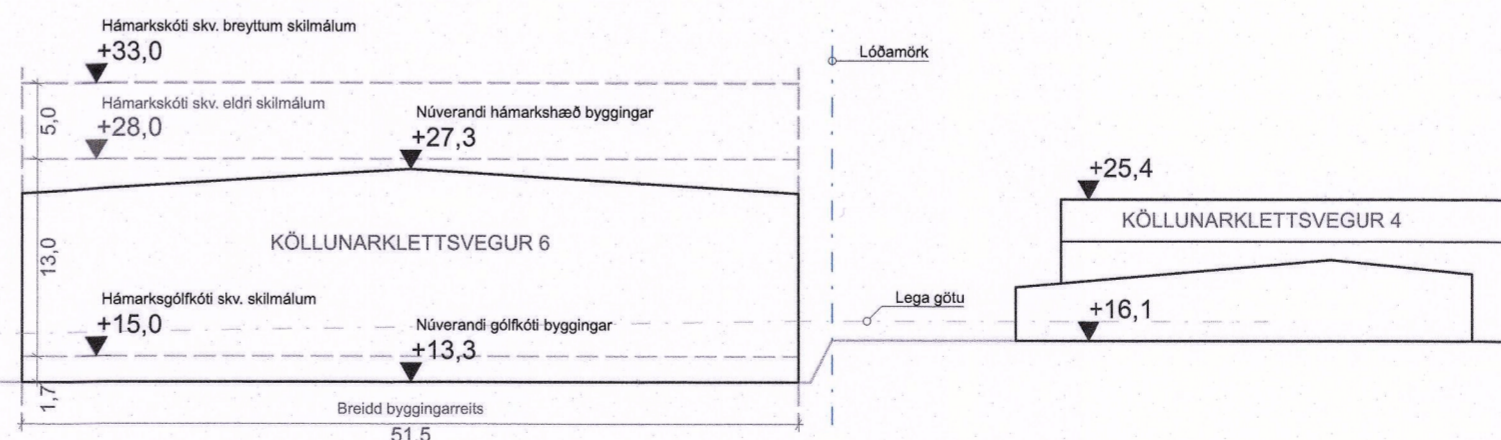 Hámarkskóti skv. breyttum skilmálum
+33,0
Hámarkskóti skv. eldri skilmálum
+28,0
5,0
Núverandi hámarkshæð byggingar
+27,3
KÖLLUNARKLETTSVEGUR 6
13,0
Hámarksgólfkóti skv. skilmálum
+15,0
Núverandi gólfkóti byggingar
+13,3
1,7
Breidd byggingarreits
51,5
Lóðamörk
+25,4
KÖLLUNARKLETTSVEGUR 4
Lega götu
+16,1